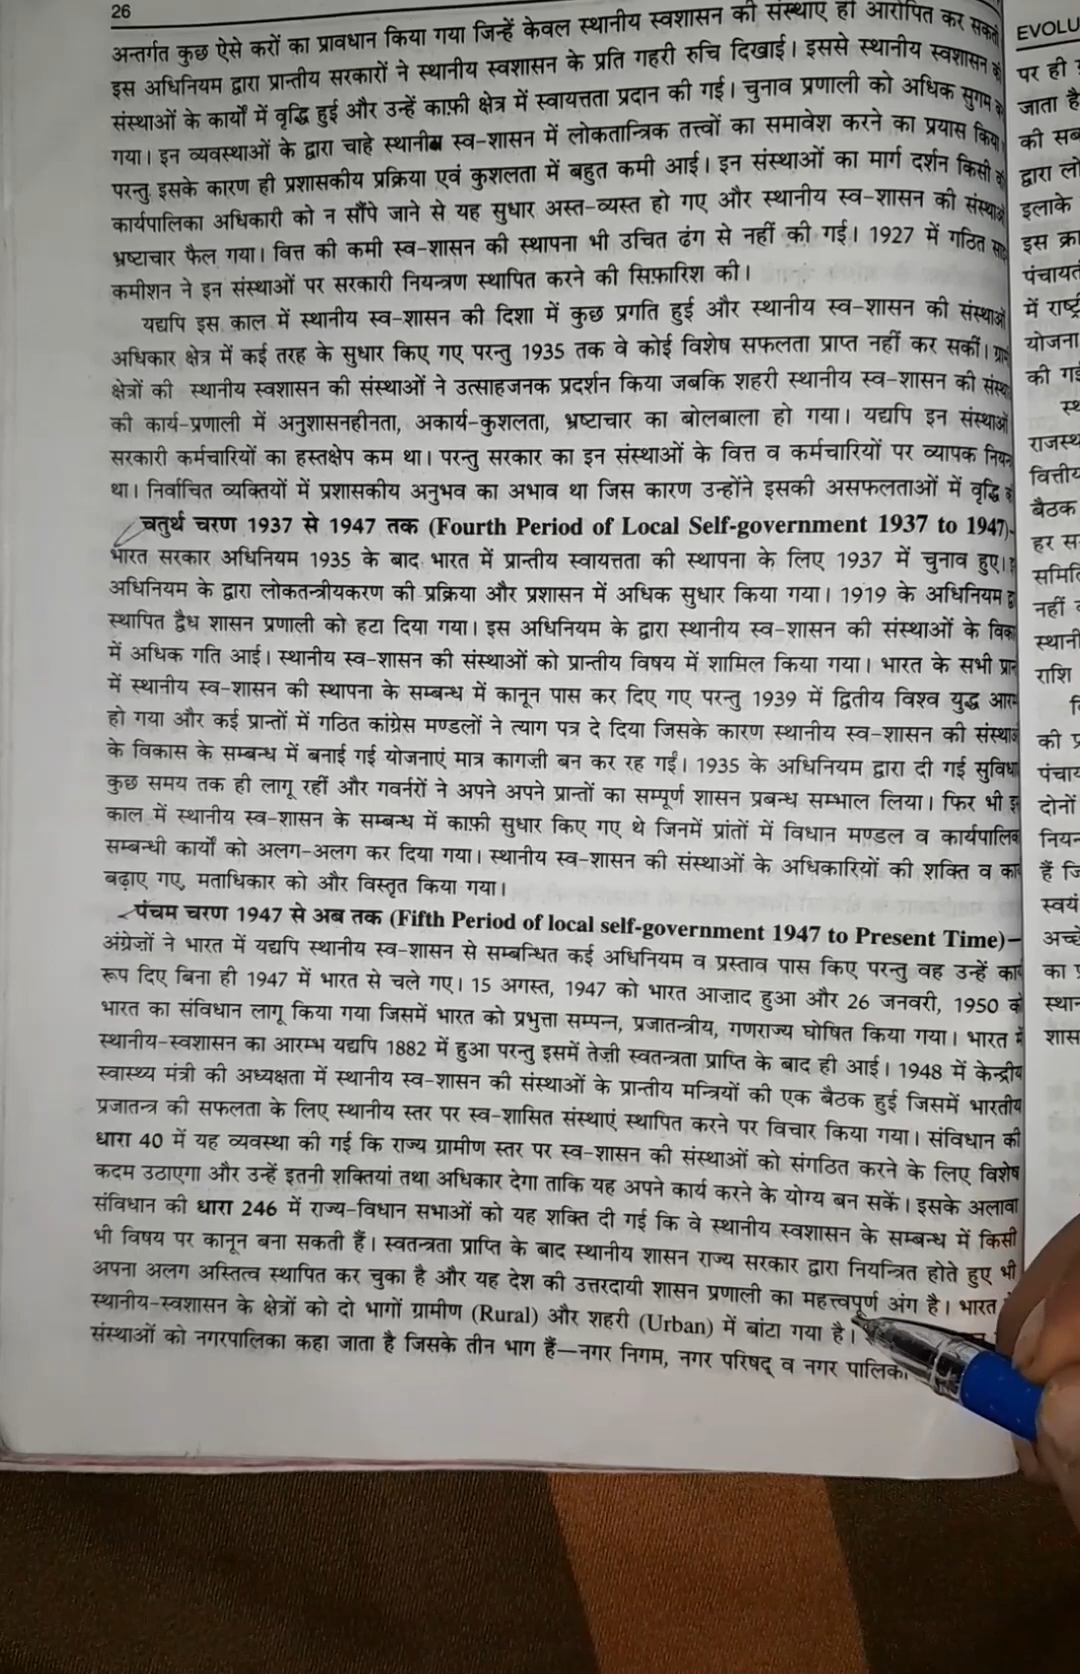 26
अन्तर्गत कुछ ऐसे करों का प्रावधान किया गया जिन्हें केवल स्थानीय स्वशासन की संस्थाएं ही आरोपित कर सकती
इस अधिनियम द्वारा प्रान्तीय सरकारों ने स्थानीय स्वशासन के प्रति गहरी रुचि दिखाई। इससे स्थानीय स्वशासन की
संस्थाओं के कार्यों में वृद्धि हुई और उन्हें काफ़ी क्षेत्र में स्वायत्तता प्रदान की गई। चुनाव प्रणाली को अधिक सुगम
गया। इन व्यवस्थाओं के द्वारा चाहे स्थानीय स्व-शासन में लोकतान्त्रिक तत्त्वों का समावेश करने का प्रयास किया
परन्तु इसके कारण ही प्रशासकीय प्रक्रिया एवं कुशलता में बहुत कमी आई। इन संस्थाओं का मार्ग दर्शन किसी
कार्यपालिका अधिकारी को न सौंपे जाने से यह सुधार अस्त-व्यस्त हो गए और स्थानीय स्व-शासन की संस्थाओं
भ्रष्टाचार फैल गया। वित्त की कमी स्व-शासन की स्थापना भी उचित ढंग से नहीं की गई। 1927 में गठित
कमीशन ने इन संस्थाओं पर सरकारी नियन्त्रण स्थापित करने की सिफ़ारिश की।
यद्यपि इस काल में स्थानीय स्व-शासन की दिशा में कुछ प्रगति हुई और स्थानीय स्व-शासन की संस्थाओं
अधिकार क्षेत्र में कई तरह के सुधार किए गए परन्तु 1935 तक वे कोई विशेष सफलता प्राप्त नहीं कर सकीं।
क्षेत्रों की स्थानीय स्वशासन की संस्थाओं ने उत्साहजनक प्रदर्शन किया जबकि शहरी स्थानीय स्व-शासन की
की कार्य-प्रणाली में अनुशासनहीनता, अकार्य-कुशलता, भ्रष्टाचार का बोलबाला हो गया। यद्यपि इन संस्थाओं
सरकारी कर्मचारियों का हस्तक्षेप कम था। परन्तु सरकार का इन संस्थाओं के वित्त व कर्मचारियों पर व्यापक
था। निर्वाचित व्यक्तियों में प्रशासकीय अनुभव का अभाव था जिस कारण उन्होंने इसकी असफलताओं में वृद्धि
चतुर्थ चरण 1937 से 1947 तक (Fourth Period of Local Self-government 1937 to 1947)-
भारत सरकार अधिनियम 1935 के बाद भारत में प्रान्तीय स्वायत्तता की स्थापना के लिए 1937 में चुनाव हुए।
अधिनियम के द्वारा लोकतन्त्रीयकरण की प्रक्रिया और प्रशासन में अधिक सुधार किया गया। 1919 के अधिनियम
स्थापित द्वैध शासन प्रणाली को हटा दिया गया। इस अधिनियम के द्वारा स्थानीय स्व-शासन की संस्थाओं के
में अधिक गति आई। स्थानीय स्व-शासन की संस्थाओं को प्रान्तीय विषय में शामिल किया गया। भारत के सभी
में स्थानीय स्व-शासन की स्थापना के सम्बन्ध में कानून पास कर दिए गए परन्तु 1939 में द्वितीय विश्व युद्ध
हो गया और कई प्रान्तों में गठित कांग्रेस मण्डलों ने त्याग पत्र दे दिया जिसके कारण स्थानीय स्व-शासन की
के विकास के सम्बन्ध में बनाई गई योजनाएं मात्र कागज़ी बन कर रह गईं। 1935 के अधिनियम द्वारा दी गई सुविधा
कुछ समय तक ही लागू रहीं और गवर्नरों ने अपने अपने प्रान्तों का सम्पूर्ण शासन प्रबन्ध सम्भाल लिया। फिर भी
काल में स्थानीय स्व-शासन के सम्बन्ध में काफ़ी सुधार किए गए थे जिनमें प्रांतों में विधान मण्डल व
सम्बन्धी कार्यों को अलग-अलग कर दिया गया। स्थानीय स्व-शासन की संस्थाओं के अधिकारियों की शक्ति व
बढ़ाए गए, मताधिकार को और विस्तृत किया गया।
पंचम चरण 1947 से अब तक (Fifth Period of local self-government 1947 to Present Time)—
अंग्रेजों ने भारत में यद्यपि स्थानीय स्व-शासन से सम्बन्धित कई अधिनियम व प्रस्ताव पास किए परन्तु वह उन्हें
रूप दिए बिना ही 1947 में भारत से चले गए। 15 अगस्त, 1947 को भारत आज़ाद हुआ और 26 जनवरी, 1950 को
भारत का संविधान लागू किया गया जिसमें भारत को प्रभुत्ता सम्पन्न, प्रजातन्त्रीय, गणराज्य घोषित किया गया। भारत में
स्थानीय-स्वशासन का आरम्भ यद्यपि 1882 में हुआ परन्तु इसमें तेज़ी स्वतन्त्रता प्राप्ति के बाद ही आई। 1948 में केन्द्रीय
स्वास्थ्य मंत्री की अध्यक्षता में स्थानीय स्व-शासन की संस्थाओं के प्रान्तीय मन्त्रियों की एक बैठक हुई जिसमें भारतीय
प्रजातन्त्र की सफलता के लिए स्थानीय स्तर पर स्व-शासित संस्थाएं स्थापित करने पर विचार किया गया। संविधान की
धारा 40 में यह व्यवस्था की गई कि राज्य ग्रामीण स्तर पर स्व-शासन की संस्थाओं को संगठित करने के लिए विशेष
कदम उठाएगा और उन्हें इतनी शक्तियां तथा अधिकार देगा ताकि यह अपने कार्य करने के योग्य बन सकें। इसके अलावा
संविधान की धारा 246 में राज्य-विधान सभाओं को यह शक्ति दी गई कि वे स्थानीय स्वशासन के सम्बन्ध में किसी
भी विषय पर कानून बना सकती हैं। स्वतन्त्रता प्राप्ति के बाद स्थानीय शासन राज्य सरकार द्वारा नियन्त्रित होते हुए भी
अपना अलग अस्तित्व स्थापित कर चुका है और यह देश की उत्तरदायी शासन प्रणाली का महत्त्वपूर्ण अंग है। भारत
स्थानीय-स्वशासन के क्षेत्रों को दो भागों ग्रामीण (Rural) और शहरी (Urban) में बांटा गया है।
संस्थाओं को नगरपालिका कहा जाता है जिसके तीन भाग हैं—नगर निगम, नगर परिषद् व नगर पालिका
EVOLU
पर ही
जाता है
की सब
द्वारा लो
इलाके
इस क्रा
पंचायत
में राष्ट्र
योजना
की गई
स्थ
राजस्थ
वित्तीय
बैठक
हर स
समिति
नहीं
स्थानी
राशि
की प्र
पंचाय
दोनों
नियन
हैं जि
स्वयं
अच्छे
का प्र
स्थान
शास